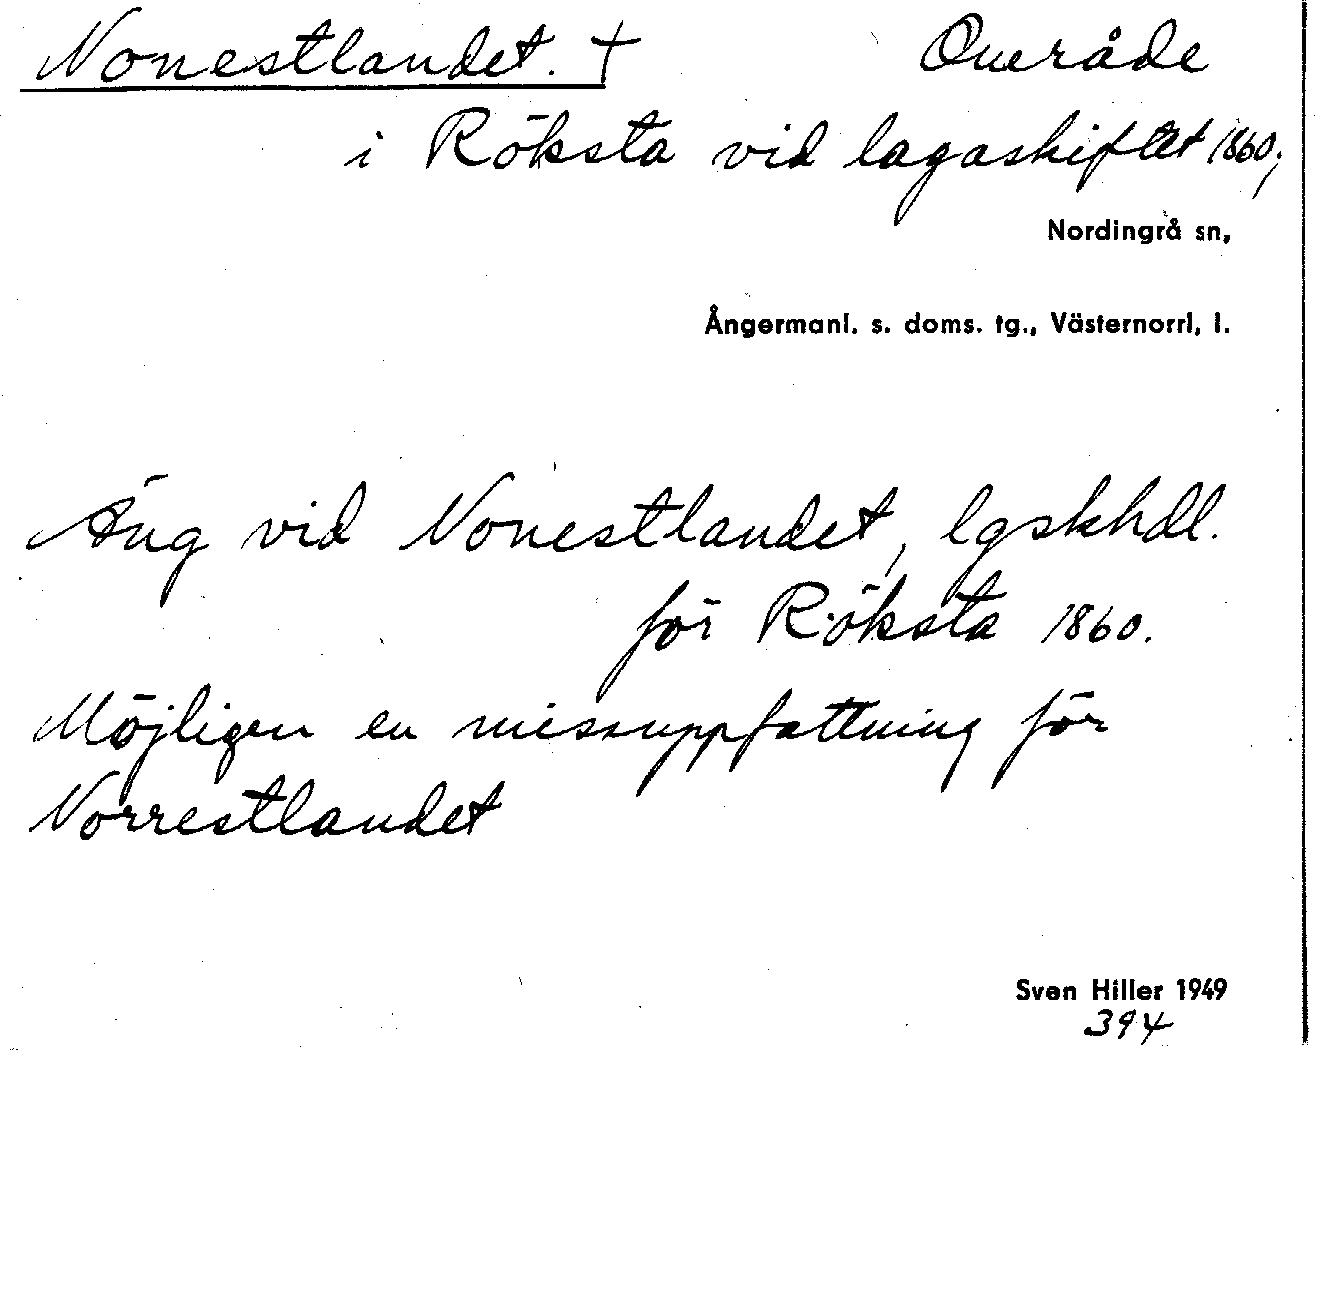 Nonestlandet. † Område
i Röksta vid lagaskiftet 1860;
Nordingrå sn,
Ångermanl. s. doms. tg., Västernorrl, l.
Äng vid Nonestlandet, lgskhdl.
för Röksta 1860.
Möjligen en missuppfattning för
Norrestlandet
Sven Hiller 1949
394